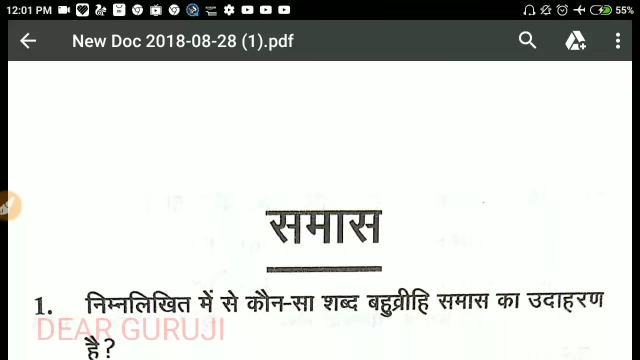 12:01 PM 55%
New Doc 2018-08-28 (1).pdf
समास
1. निम्नलिखित में से कौन-सा शब्द बहुव्रीहि समास का उदाहरण
DEAR GURUJI
है?